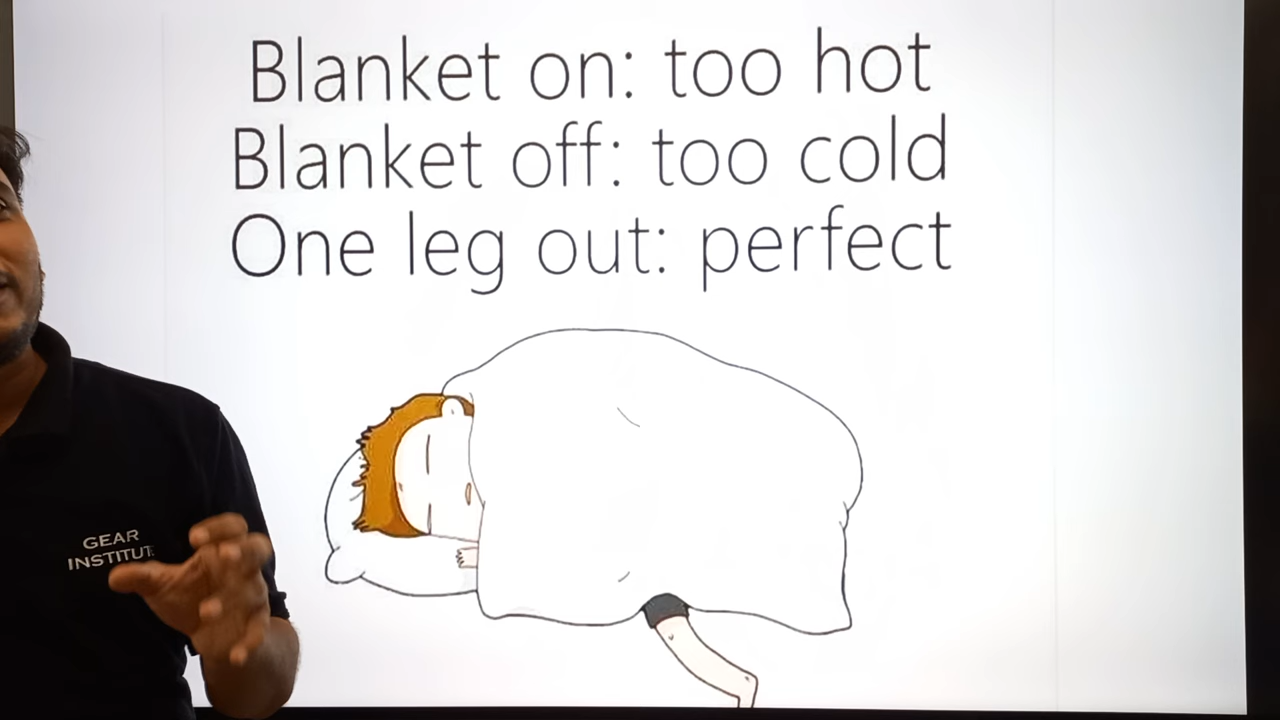 Blanket on: too hot
Blanket off: too cold
One leg out: perfect
GEAR
INSTITUTE